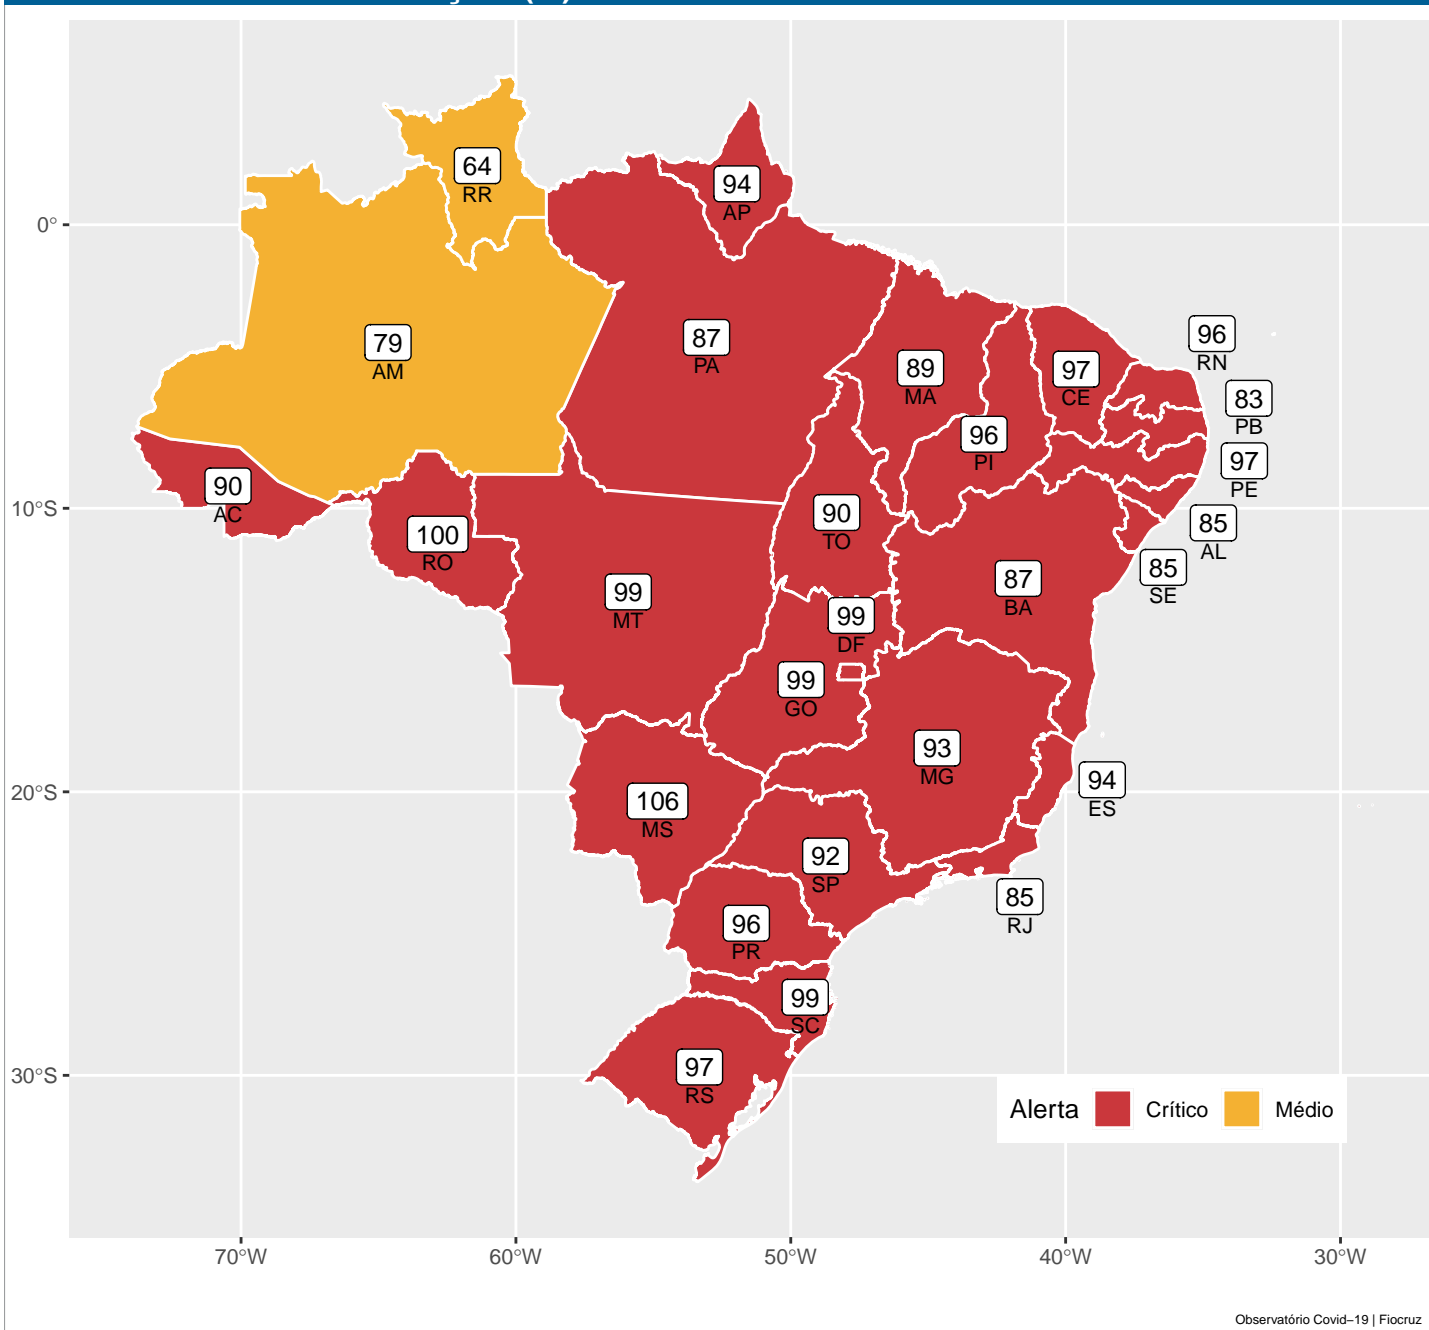 64
RR
94
AP
0°
79
AM
87
PA
89
MA
97
CE
96
RN
83
PB
96
PI
97
PE
90
AC
10°S
100
RO
90
TO
85
AL
85
SE
99
MT
87
BA
99
DF
99
GO
93
MG
94
ES
20°S
106
MS
92
SP
85
RJ
96
PR
99
SC
97
RS
30°S
Alerta Crítico Médio
70°W 60°W 50°W 40°W 30°W
Observatório Covid–19 | Fiocruz